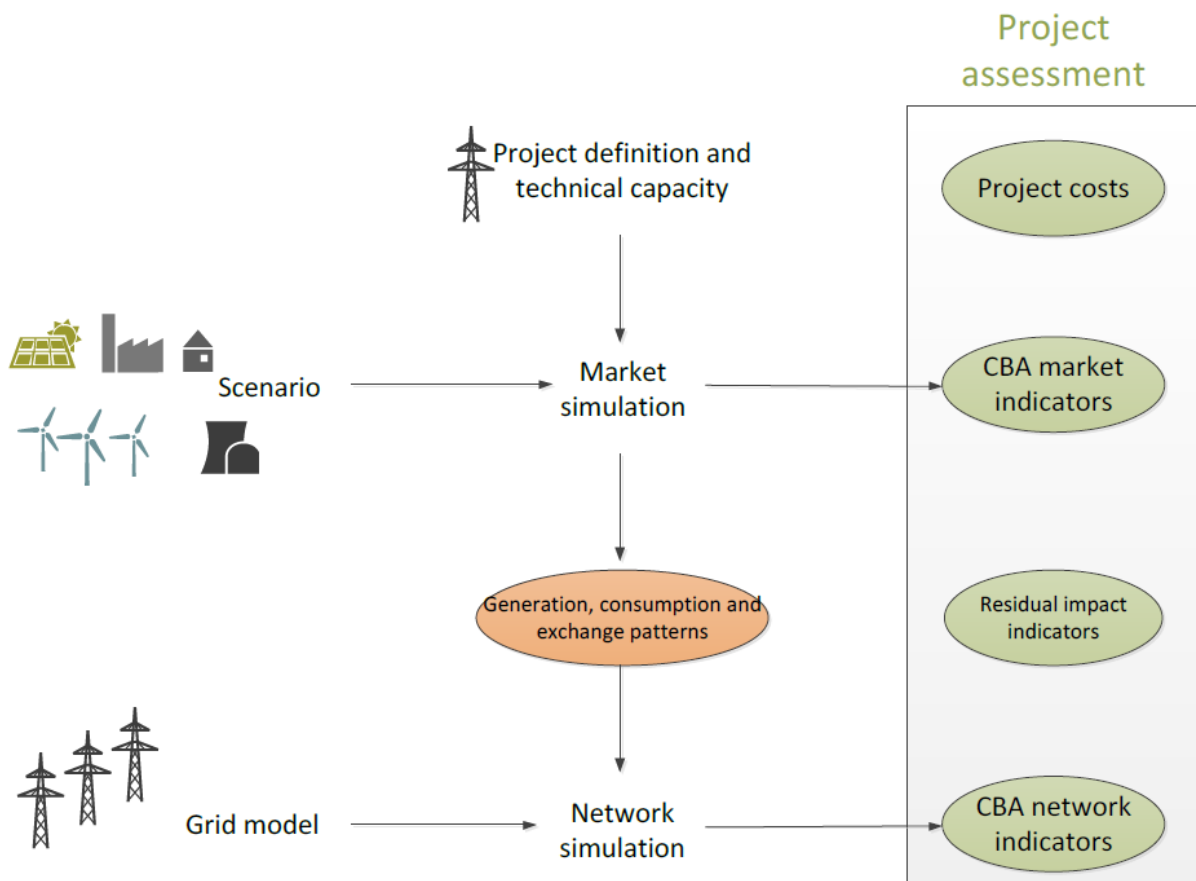 Project
assessment
Project definition and
technical capacity
Project costs
Scenario
Market
simulation
CBA market
indicators
Generation, consumption and
exchange patterns
Residual impact
indicators
Grid model
Network
simulation
CBA network
indicators